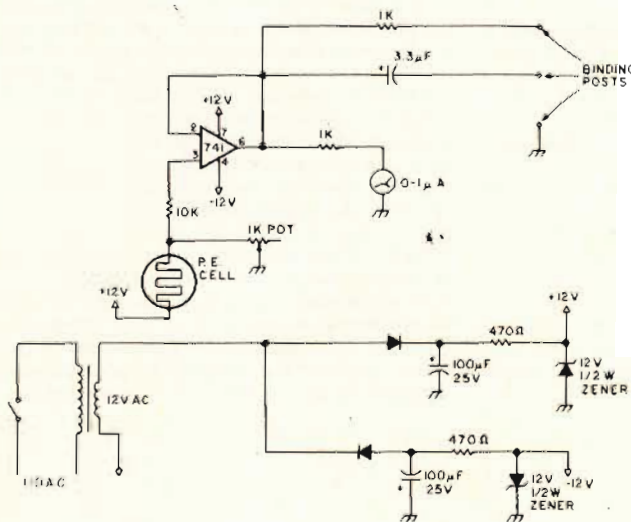 1K
3.3µF
BINDING
POSTS
+12V
2
7
741
6
3
4
-12V
1K
0-1µA
10K
1K POT
P.E.
CELL
+12V
+12V
470Ω
12VAC
+
100µF
25V
12V
1/2W
ZENER
110AC
470Ω
100µF
25V
+
12V
1/2W
ZENER
-12V